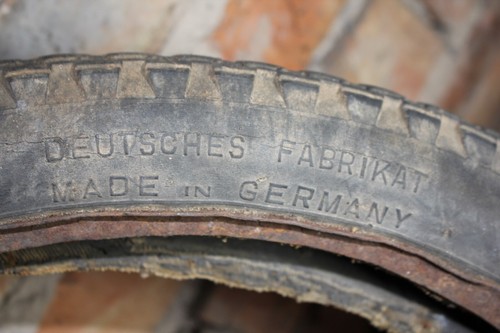 DEUTSCHES FABRIKAT
MADE IN GERMANY